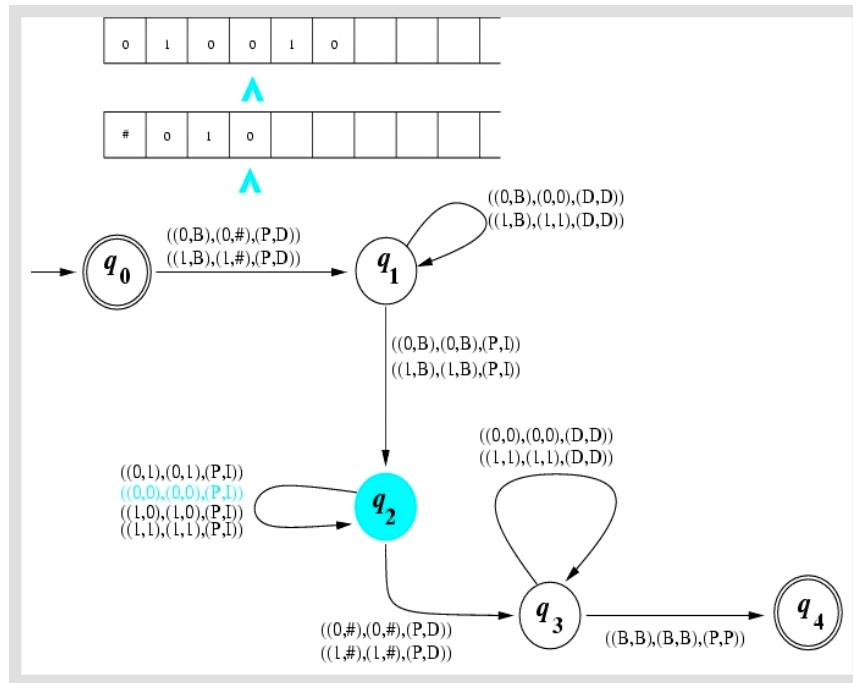 0 1 0 0 1 0
# 0 1 0
((0,B),(0,0),(D,D))
((1,B),(1,1),(D,D))
((0,B),(0,#),(P,D))
((1,B),(1,#),(P,D))
q0
q1
((0,B),(0,B),(P,I))
((1,B),(1,B),(P,I))
((0,0),(0,0),(D,D))
((1,1),(1,1),(D,D))
((0,1),(0,1),(P,I))
((0,0),(0,0),(P,I))
((1,0),(1,0),(P,I))
((1,1),(1,1),(P,I))
q2
q3
q4
((0,#),(0,#),(P,D))
((1,#),(1,#),(P,D))
((B,B),(B,B),(P,P))